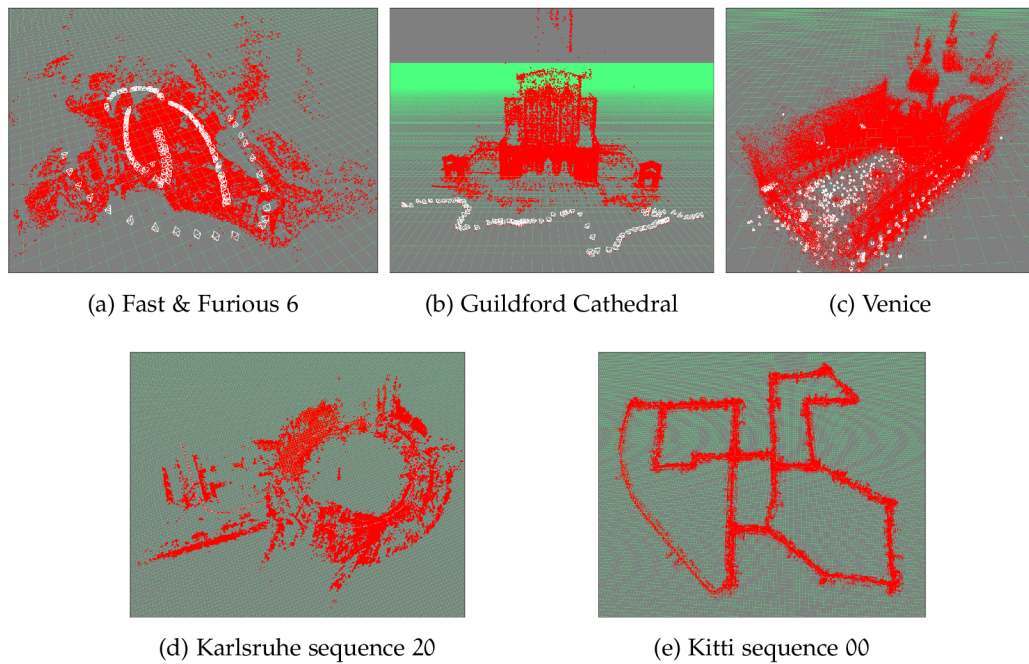 (a) Fast & Furious 6
(b) Guildford Cathedral
(c) Venice
(d) Karlsruhe sequence 20
(e) Kitti sequence 00